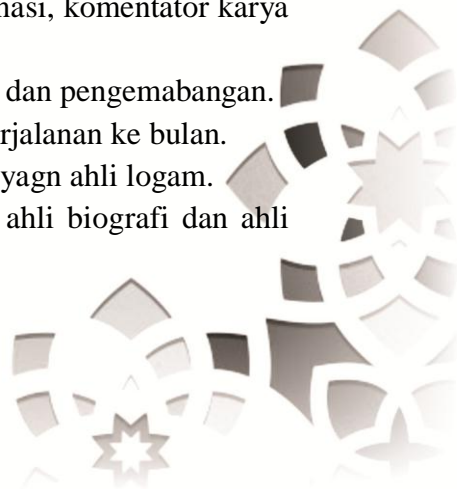 nasi, komentator karya
dan pengemabangan.
rjalanan ke bulan.
yagn ahli logam.
ahli biografi dan ahli